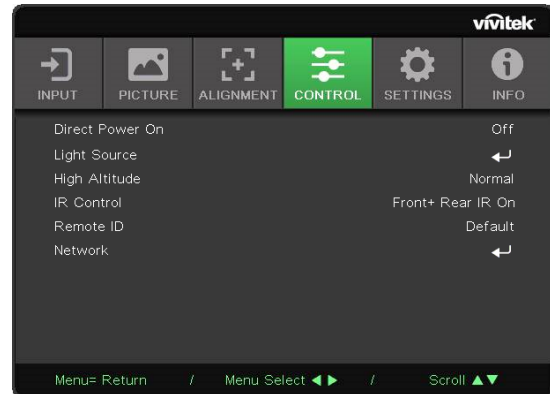 vivitek
INPUT PICTURE ALIGNMENT CONTROL SETTINGS INFO
Direct Power On Off
Light Source
High Altitude Normal
IR Control Front+ Rear IR On
Remote ID Default
Network
Menu= Return / Menu Select ◀ ▶ / Scroll ▲▼